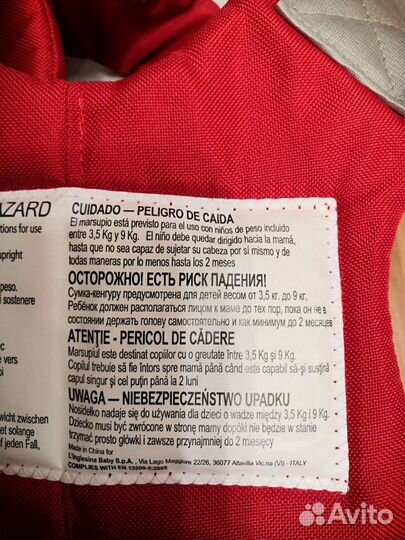 AZARD
tions for use
upright
peso.
i sostenere
e vers
n
wicht zwischen
tet solange
uf jeden Fall,
CUIDADO — PELIGRO DE CAÍDA
El marsupio está previsto para el uso con niños de peso incluido
entre 3,5 Kg y 9 Kg. El niño debe quedar dirigido hacia la mamá,
hasta que no sea capaz de sujetar su cabeza por sí mismo y de
todas maneras por lo menos hasta los 2 meses
ОСТОРОЖНО! ЕСТЬ РИСК ПАДЕНИЯ!
Сумка-кенгуру предусмотрена для детей весом от 3,5 кг. до 9 кг.
Ребёнок должен располагаться лицом к маме до тех пор, пока он не в
состоянии держать голову самостоятельно и как минимум до 2 месяцев
ATENŢIE - PERICOL DE CĂDERE
Marsupiul este destinat copiilor cu o greutate între 3,5 Kg şi 9 Kg.
Copilul trebuie să fie întors spre mamă până când este capabil să-şi susţină
capul singur şi cel puţin până la 2 luni
UWAGA — NIEBEZPIECZEŃSTWO UPADKU
Nosidełko nadaje się do używania dla dzieci o wadze między 3,5 Kg i 9 Kg.
Dziecko musi być zwrócone w stronę mamy dopóki nie będzie w stanie
trzymać prosto główki i zawsze przynajmniej do 2 miesięcy
Made in China for
L'Inglesina Baby S.p.A. , Via Lago Maggiore 22/26, 36077 Altavilla Vic.na (VI) - ITALY
COMPLIES WITH EN 13209-2:2005
Avito